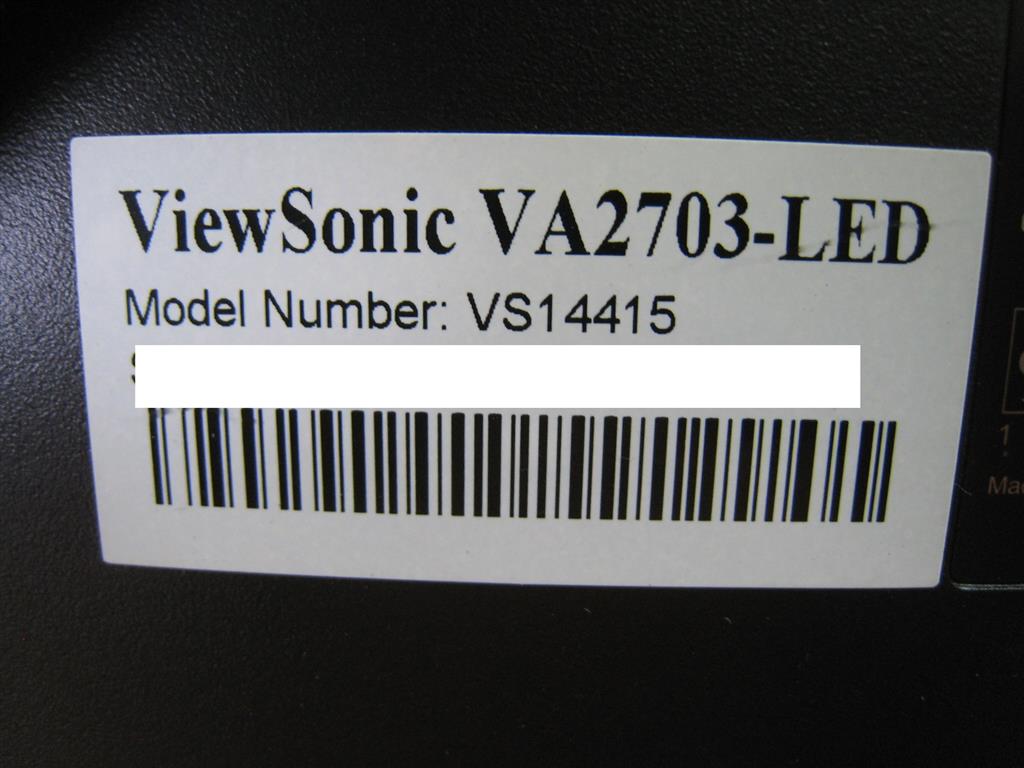 ViewSonic VA2703-LED
Model Number: VS14415